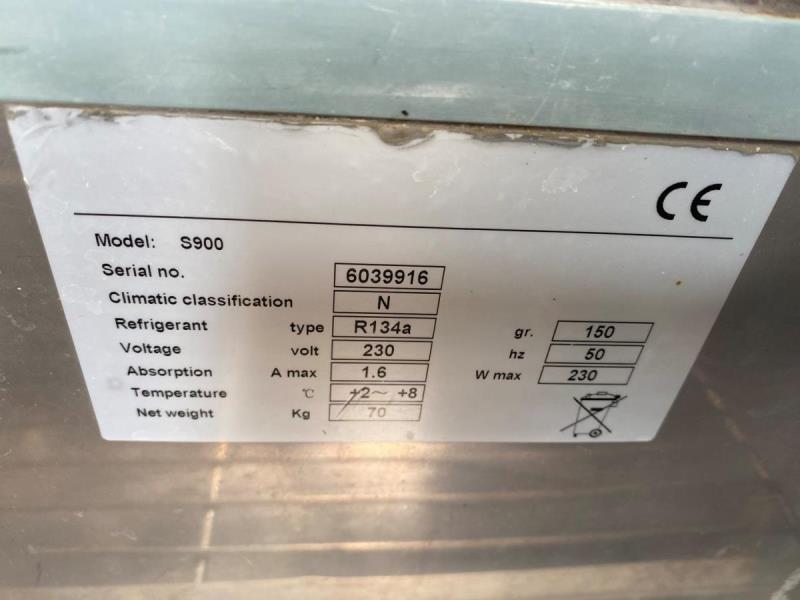 CE
Model: S900
Serial no. 6039916
Climatic classification N
Refrigerant type R134a gr. 150
Voltage volt 230 hz 50
Absorption A max 1.6 W max 230
Temperature °C +2~ +8
Net weight Kg 70